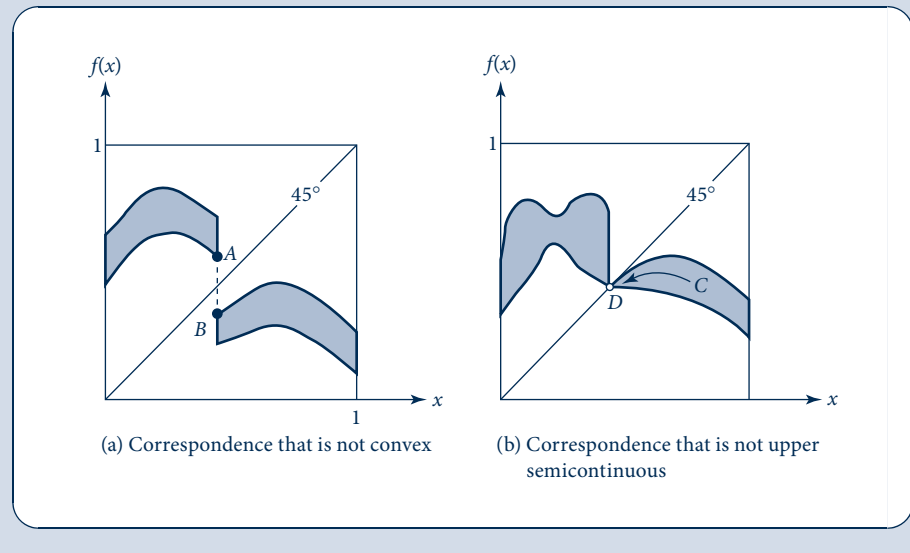 f(x)
1
45°
A
B
x
1
(a) Correspondence that is not convex
f(x)
1
45°
C
D
x
(b) Correspondence that is not upper
semicontinuous